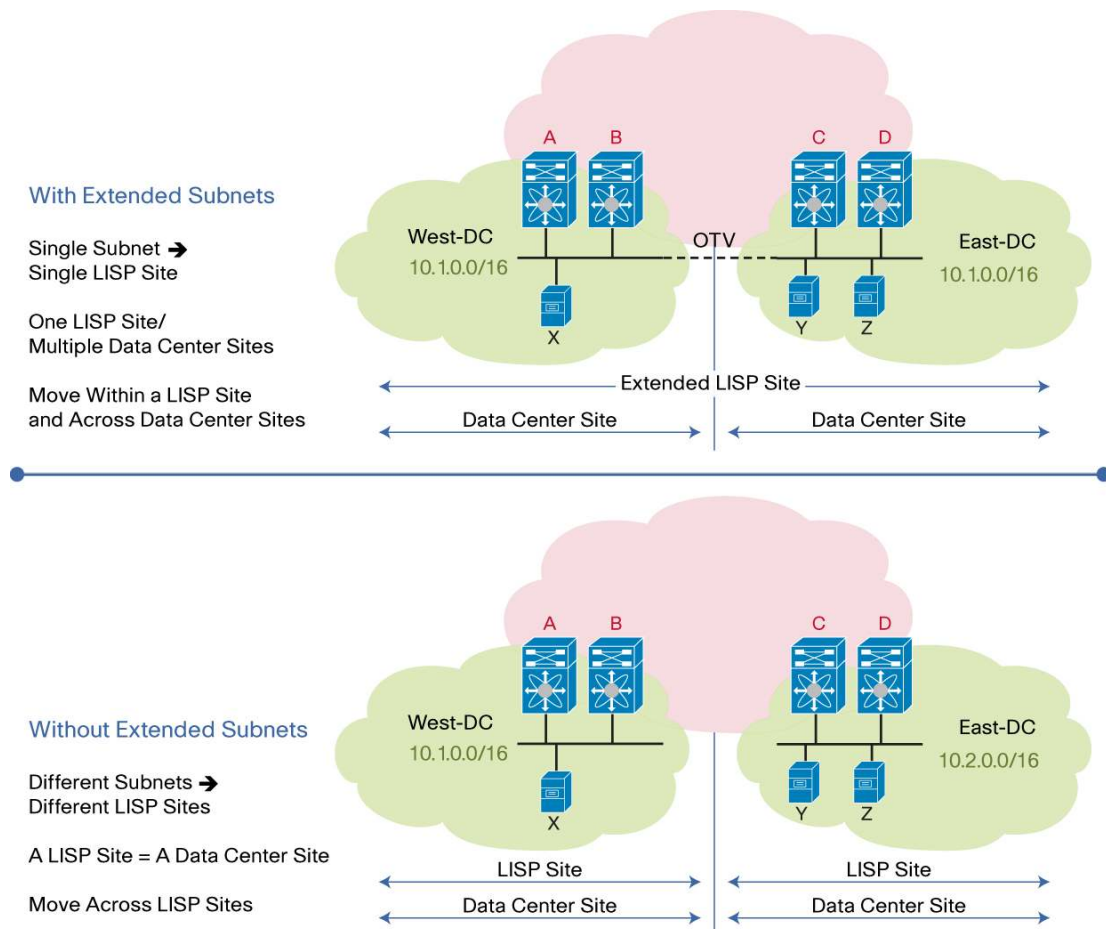 A
B
C
D
With Extended Subnets
Single Subnet ➔
Single LISP Site
One LISP Site/
Multiple Data Center Sites
Move Within a LISP Site
and Across Data Center Sites
West-DC
10.1.0.0/16
X
OTV
East-DC
10.1.0.0/16
Y
Z
Extended LISP Site
Data Center Site
Data Center Site
A
B
C
D
Without Extended Subnets
Different Subnets ➔
Different LISP Sites
A LISP Site = A Data Center Site
Move Across LISP Sites
West-DC
10.1.0.0/16
X
East-DC
10.2.0.0/16
Y
Z
LISP Site
LISP Site
Data Center Site
Data Center Site